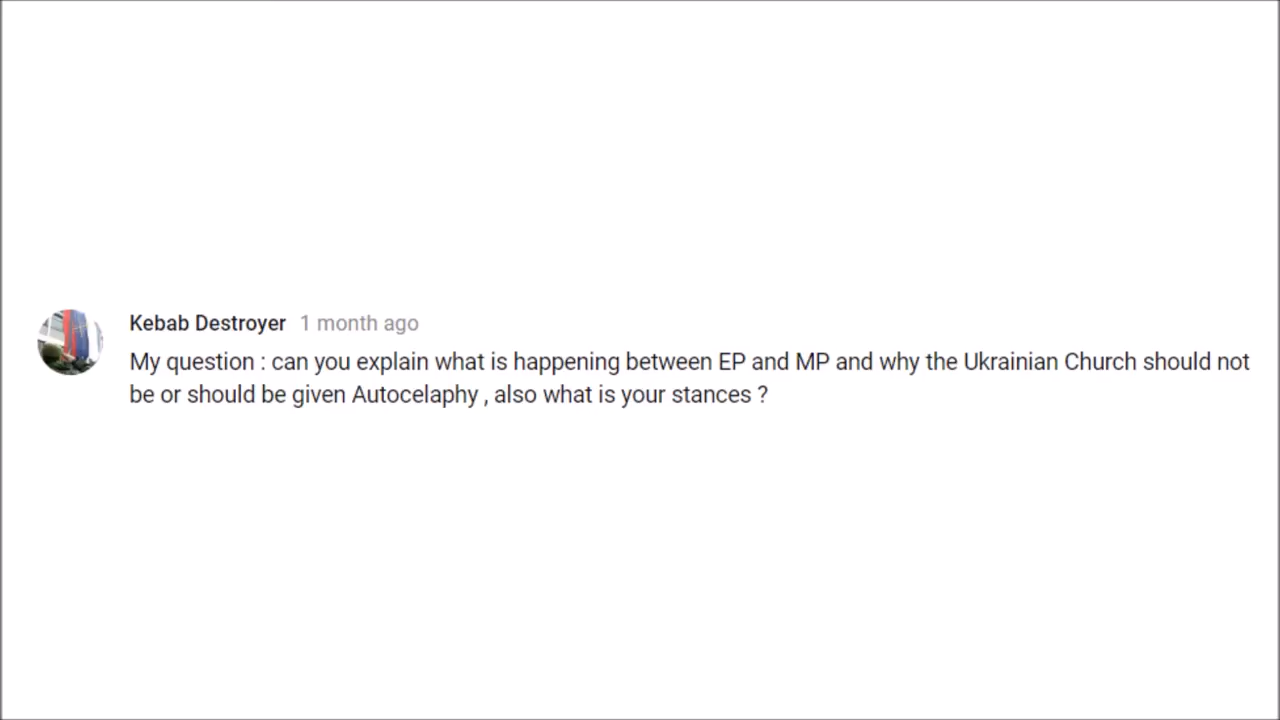 Kebab Destroyer 1 month ago
My question : can you explain what is happening between EP and MP and why the Ukrainian Church should not
be or should be given Autocelaphy , also what is your stances ?